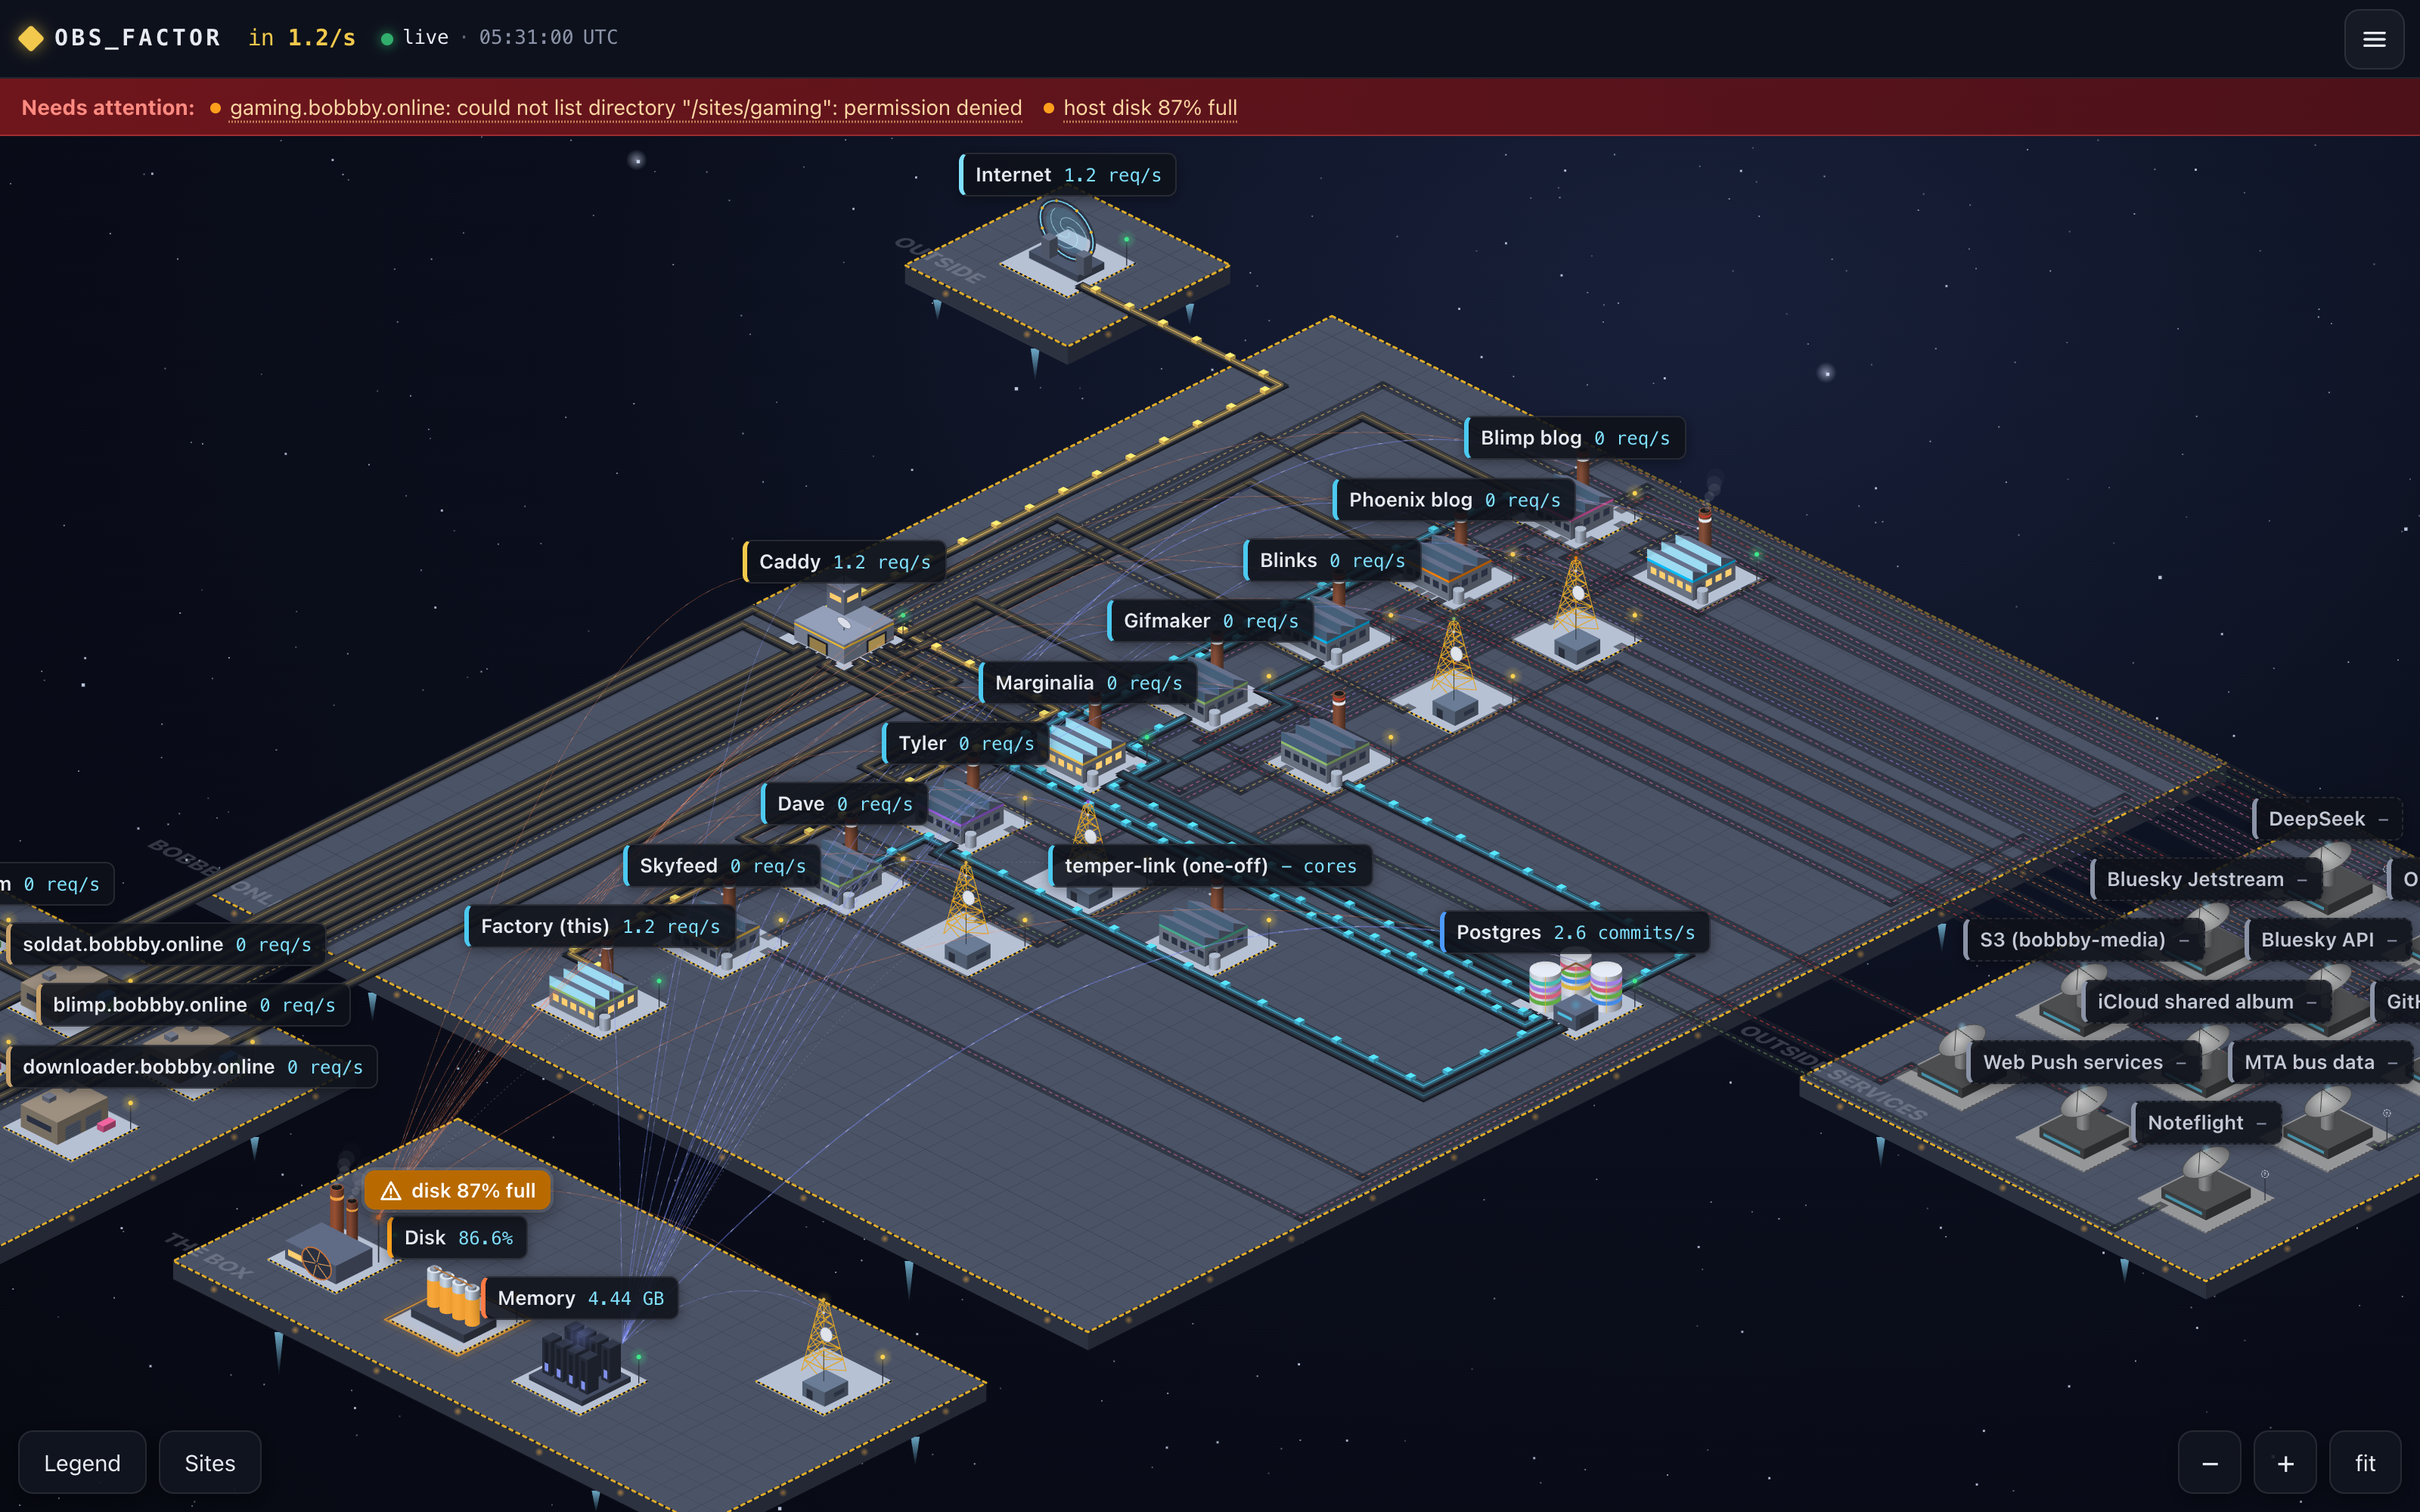 OBS_FACTOR in 1.2/s live · 05:31:00 UTC
Needs attention: gaming.bobbby.online: could not list directory "/sites/gaming": permission denied host disk 87% full
Internet 1.2 req/s
OUTSIDE
Blimp blog 0 req/s
Phoenix blog 0 req/s
Caddy 1.2 req/s
Blinks 0 req/s
Gifmaker 0 req/s
Marginalia 0 req/s
Tyler 0 req/s
Dave 0 req/s
DeepSeek –
BOBBB ONL
Skyfeed 0 req/s
temper-link (one-off) – cores
Bluesky Jetstream –
m 0 req/s
Factory (this) 1.2 req/s
Postgres 2.6 commits/s
S3 (bobbby-media) –
Bluesky API –
soldat.bobbby.online 0 req/s
blimp.bobbby.online 0 req/s
iCloud shared album –
downloader.bobbby.online 0 req/s
OUTSIDE SERVICES
Web Push services –
MTA bus data –
Noteflight –
disk 87% full
Disk 86.6%
THE BOX
Memory 4.44 GB
Legend
Sites
−
+
fit